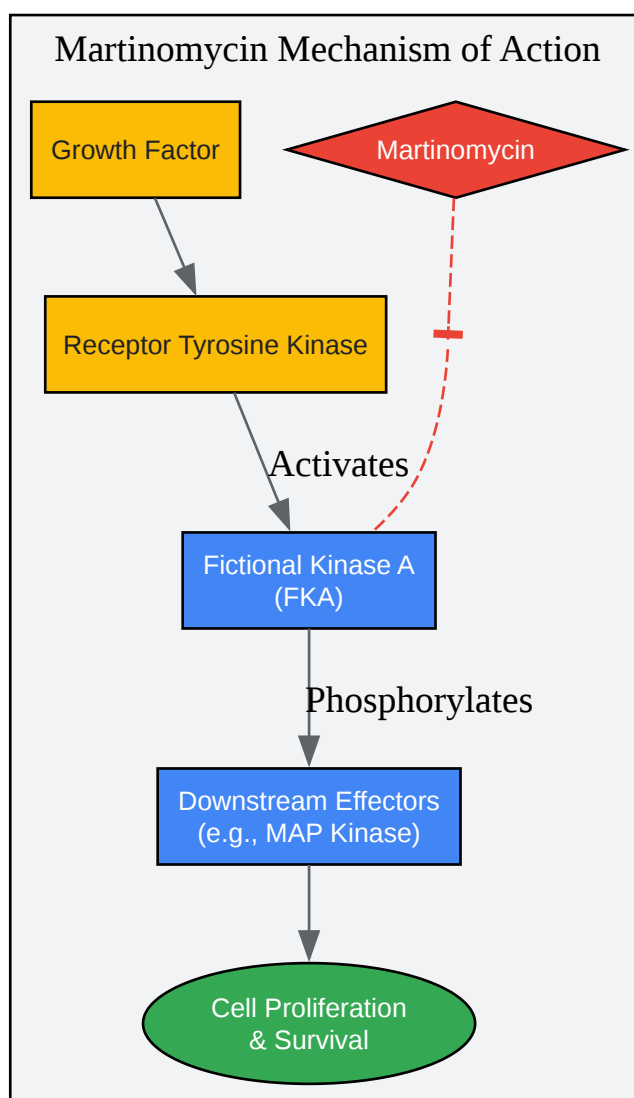 Martinomycin Mechanism of Action
Growth Factor
Martinomycin
Receptor Tyrosine Kinase
Activates
Fictional Kinase A
(FKA)
Phosphorylates
Downstream Effectors
(e.g., MAP Kinase)
Cell Proliferation
& Survival